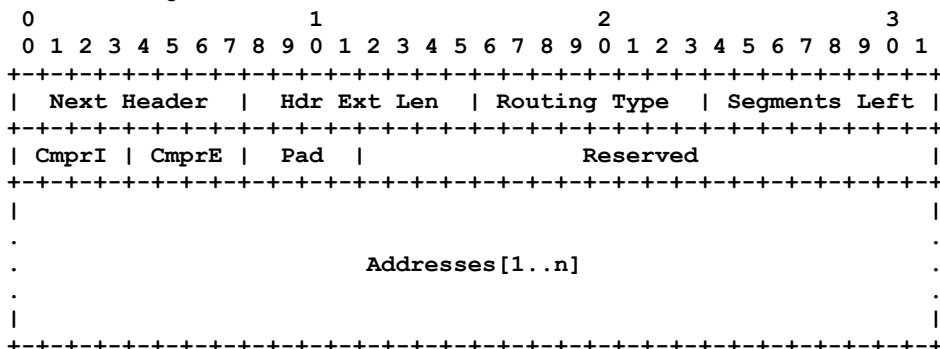 0                   1                   2                   3
 0 1 2 3 4 5 6 7 8 9 0 1 2 3 4 5 6 7 8 9 0 1 2 3 4 5 6 7 8 9 0 1
+-+-+-+-+-+-+-+-+-+-+-+-+-+-+-+-+-+-+-+-+-+-+-+-+-+-+-+-+-+-+-+-+
|  Next Header  |  Hdr Ext Len  | Routing Type  | Segments Left |
+-+-+-+-+-+-+-+-+-+-+-+-+-+-+-+-+-+-+-+-+-+-+-+-+-+-+-+-+-+-+-+-+
| CmprI | CmprE |  Pad  |               Reserved                |
+-+-+-+-+-+-+-+-+-+-+-+-+-+-+-+-+-+-+-+-+-+-+-+-+-+-+-+-+-+-+-+-+
|                                                               |
.                                                               .
.                        Addresses[1..n]                        .
.                                                               .
|                                                               |
+-+-+-+-+-+-+-+-+-+-+-+-+-+-+-+-+-+-+-+-+-+-+-+-+-+-+-+-+-+-+-+-+